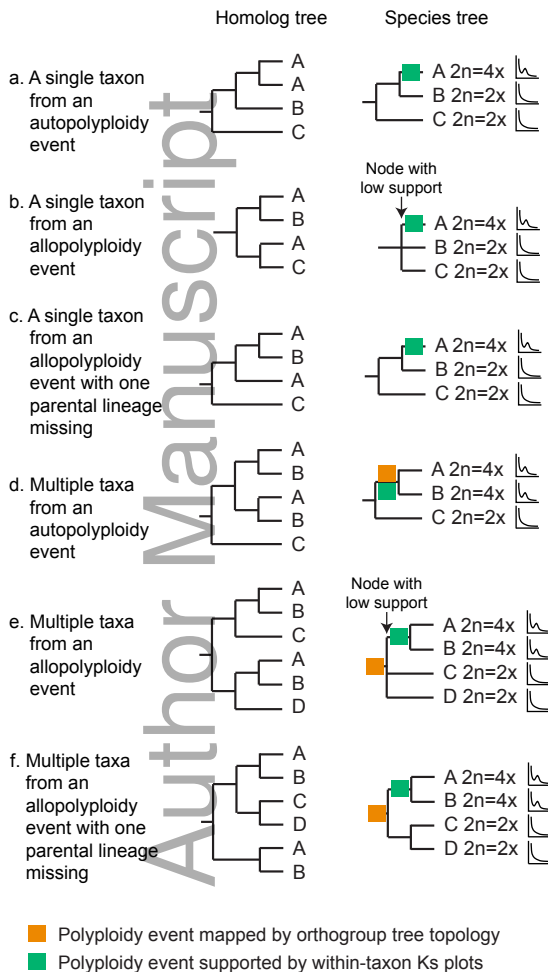 Homolog tree Species tree
a. A single taxon
from an
autopolyploidy
event
A
A
B
C
A 2n=4x
B 2n=2x
C 2n=2x
b. A single taxon
from an
allopolyploidy
event
A
B
A
C
Node with
low support
A 2n=4x
B 2n=2x
C 2n=2x
c. A single taxon
from an
allopolyploidy
event with one
parental lineage
missing
A
B
A
C
A 2n=4x
B 2n=2x
C 2n=2x
d. Multiple taxa
from an
autopolyploidy
event
A
B
A
B
C
A 2n=4x
B 2n=4x
C 2n=2x
e. Multiple taxa
from an
allopolyploidy
event
A
B
C
A
B
D
Node with
low support
A 2n=4x
B 2n=4x
C 2n=2x
D 2n=2x
f. Multiple taxa
from an
allopolyploidy
event with one
parental lineage
missing
A
B
C
D
A
B
A 2n=4x
B 2n=4x
C 2n=2x
D 2n=2x
Polyploidy event mapped by orthogroup tree topology
Polyploidy event supported by within-taxon Ks plots
Author Manuscript